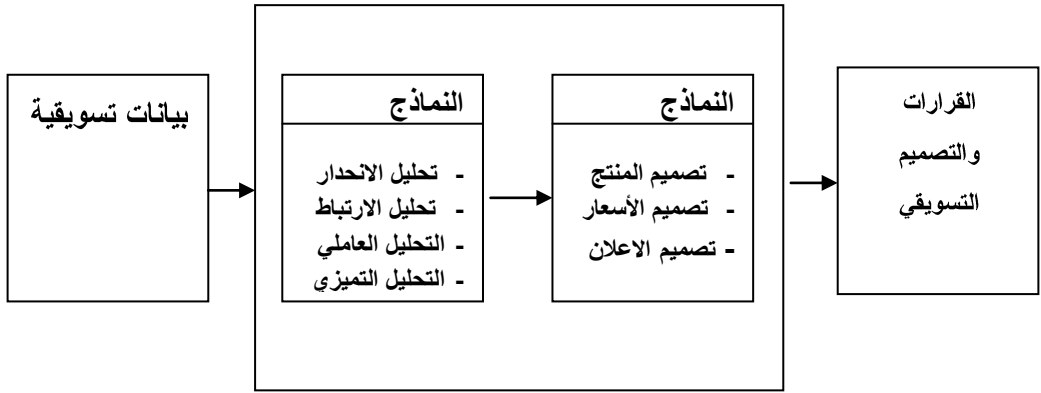 بيانات تسويقية
النماذج
- تحليل الانحدار
- تحليل الارتباط
- التحليل العاملي
- التحليل التميزي
النماذج
- تصميم المنتج
- تصميم الأسعار
- تصميم الاعلان
القرارات
والتصميم
التسويقي